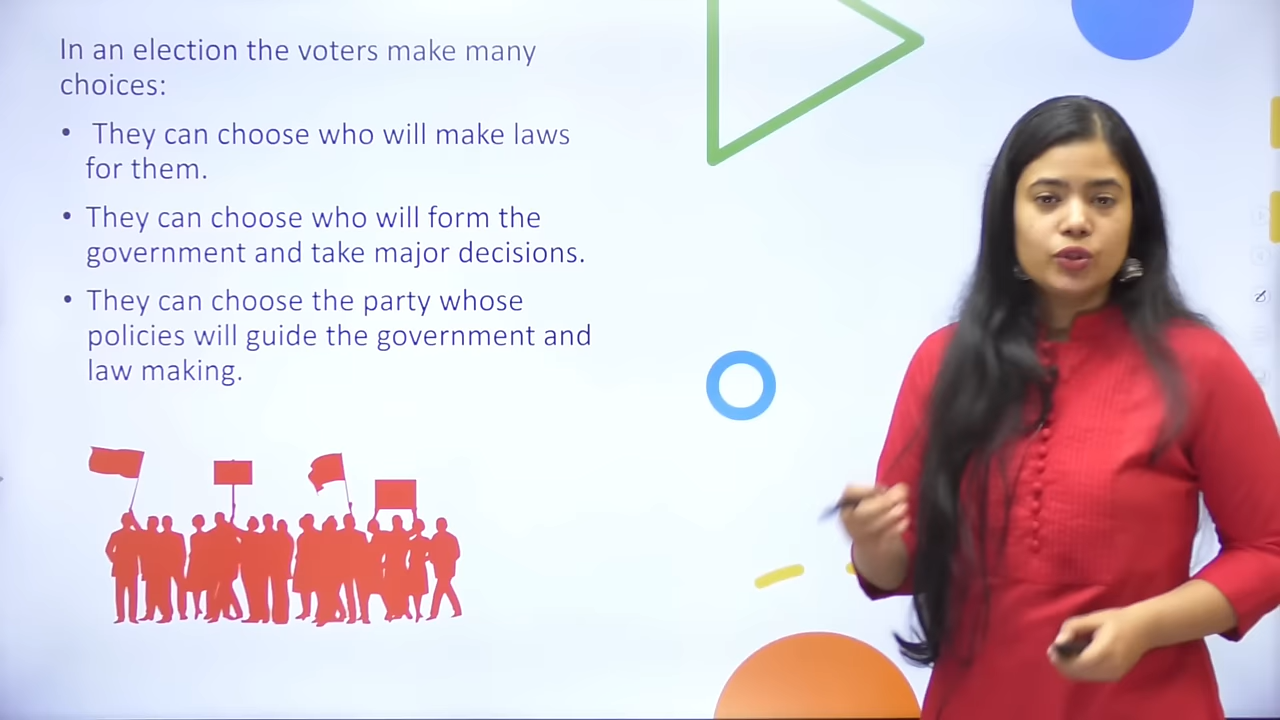 In an election the voters make many
choices:
• They can choose who will make laws
for them.
• They can choose who will form the
government and take major decisions.
• They can choose the party whose
policies will guide the government and
law making.